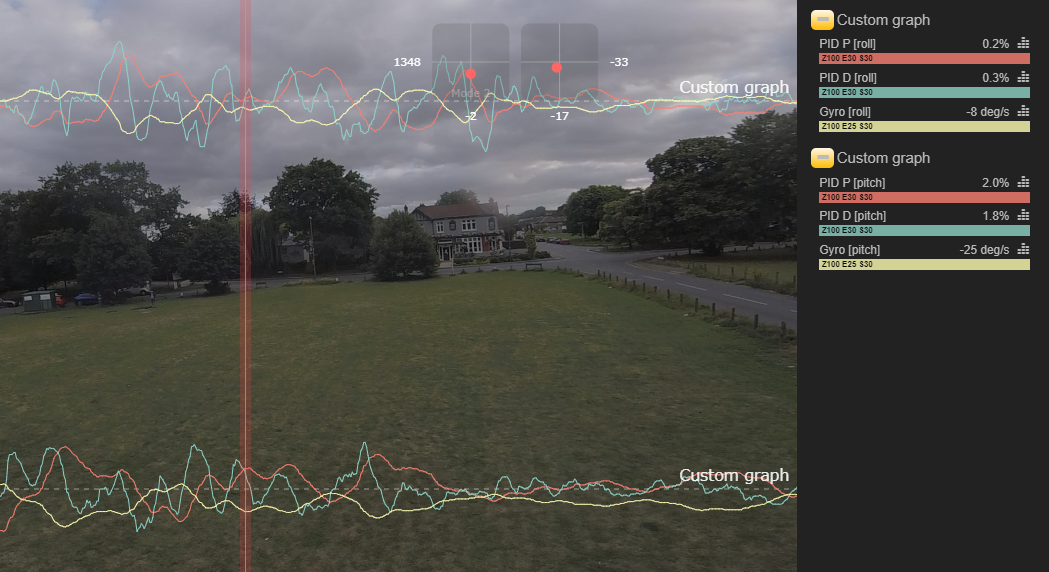 1348
-33
Mode 2
-2
-17
Custom graph
Custom graph
Custom graph
PID P [roll] 0.2%
Z100 E30 S30
PID D [roll] 0.3%
Z100 E30 S30
Gyro [roll] -8 deg/s
Z100 E25 S30
Custom graph
PID P [pitch] 2.0%
Z100 E30 S30
PID D [pitch] 1.8%
Z100 E30 S30
Gyro [pitch] -25 deg/s
Z100 E25 S30